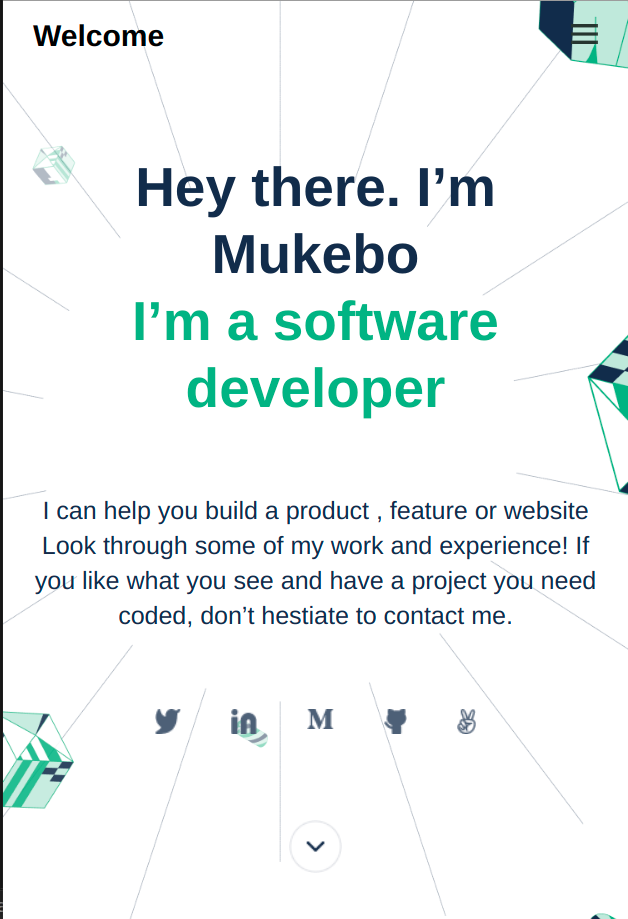 Welcome
Hey there. I’m
Mukebo
I’m a software
developer
I can help you build a product , feature or website
Look through some of my work and experience! If
you like what you see and have a project you need
coded, don’t hestiate to contact me.